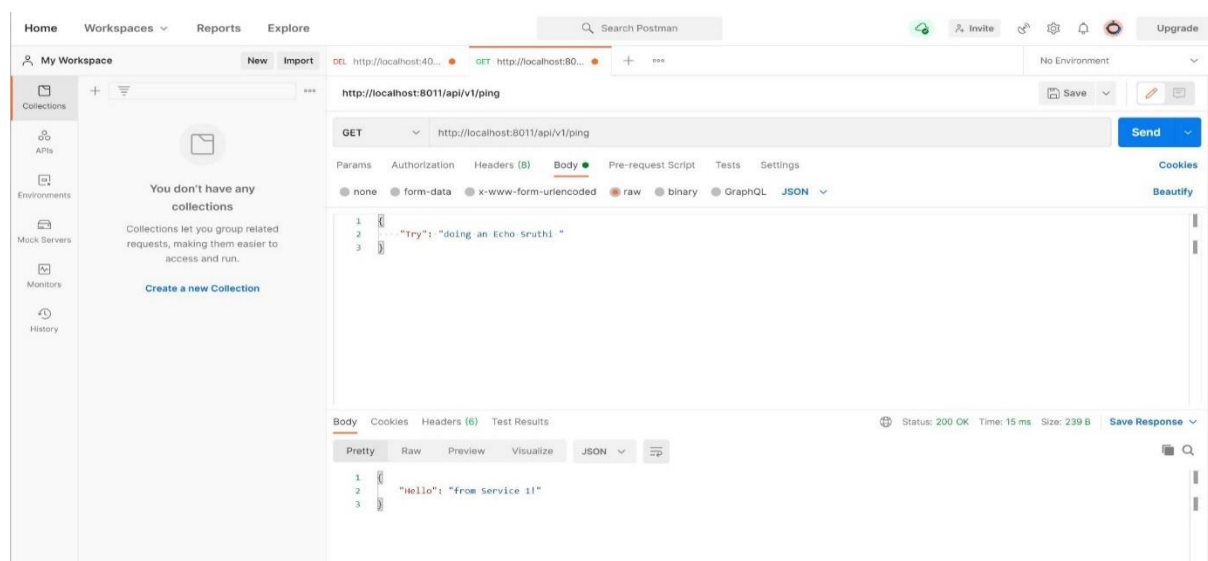 Home Workspaces Reports Explore Search Postman Invite Upgrade
My Workspace New Import DEL http://localhost:40... GET http://localhost:80... No Environment
Collections http://localhost:8011/api/v1/ping Save
APIs
Environments
Mock Servers
Monitors
History
You don't have any
collections
Collections let you group related
requests, making them easier to
access and run.
Create a new Collection
GET http://localhost:8011/api/v1/ping Send
Params Authorization Headers (8) Body Pre-request Script Tests Settings Cookies
none form-data x-www-form-urlencoded raw binary GraphQL JSON Beautify
1 {
2 "Try": "doing an Echo Sruthi "
3 }
Body Cookies Headers (6) Test Results Status: 200 OK Time: 15 ms Size: 239 B Save Response
Pretty Raw Preview Visualize JSON
1 {
2 "Hello": "from Service 1!"
3 }